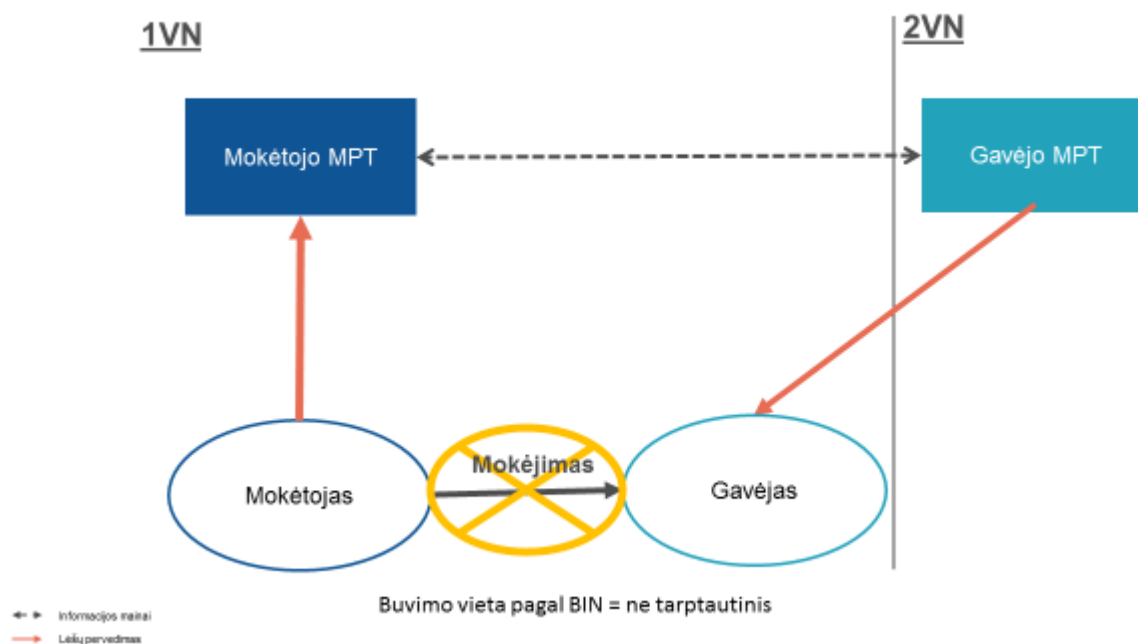 1VN
2VN
Mokėtojo MPT
Gavėjo MPT
Mokėjimas
Mokėtojas
Gavėjas
Buvimo vieta pagal BIN = ne tarptautinis
Informacijos mainai
Lėšų pervedimas